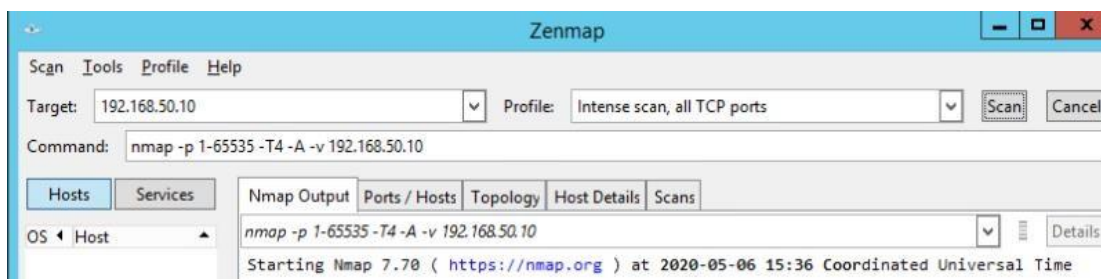 Zenmap
Scan Tools Profile Help
Target: 192.168.50.10 Profile: Intense scan, all TCP ports Scan Cancel
Command: nmap -p 1-65535 -T4 -A -v 192.168.50.10
Hosts Services Nmap Output Ports / Hosts Topology Host Details Scans
OS Host nmap -p 1-65535 -T4 -A -v 192.168.50.10 Details
Starting Nmap 7.70 ( https://nmap.org ) at 2020-05-06 15:36 Coordinated Universal Time